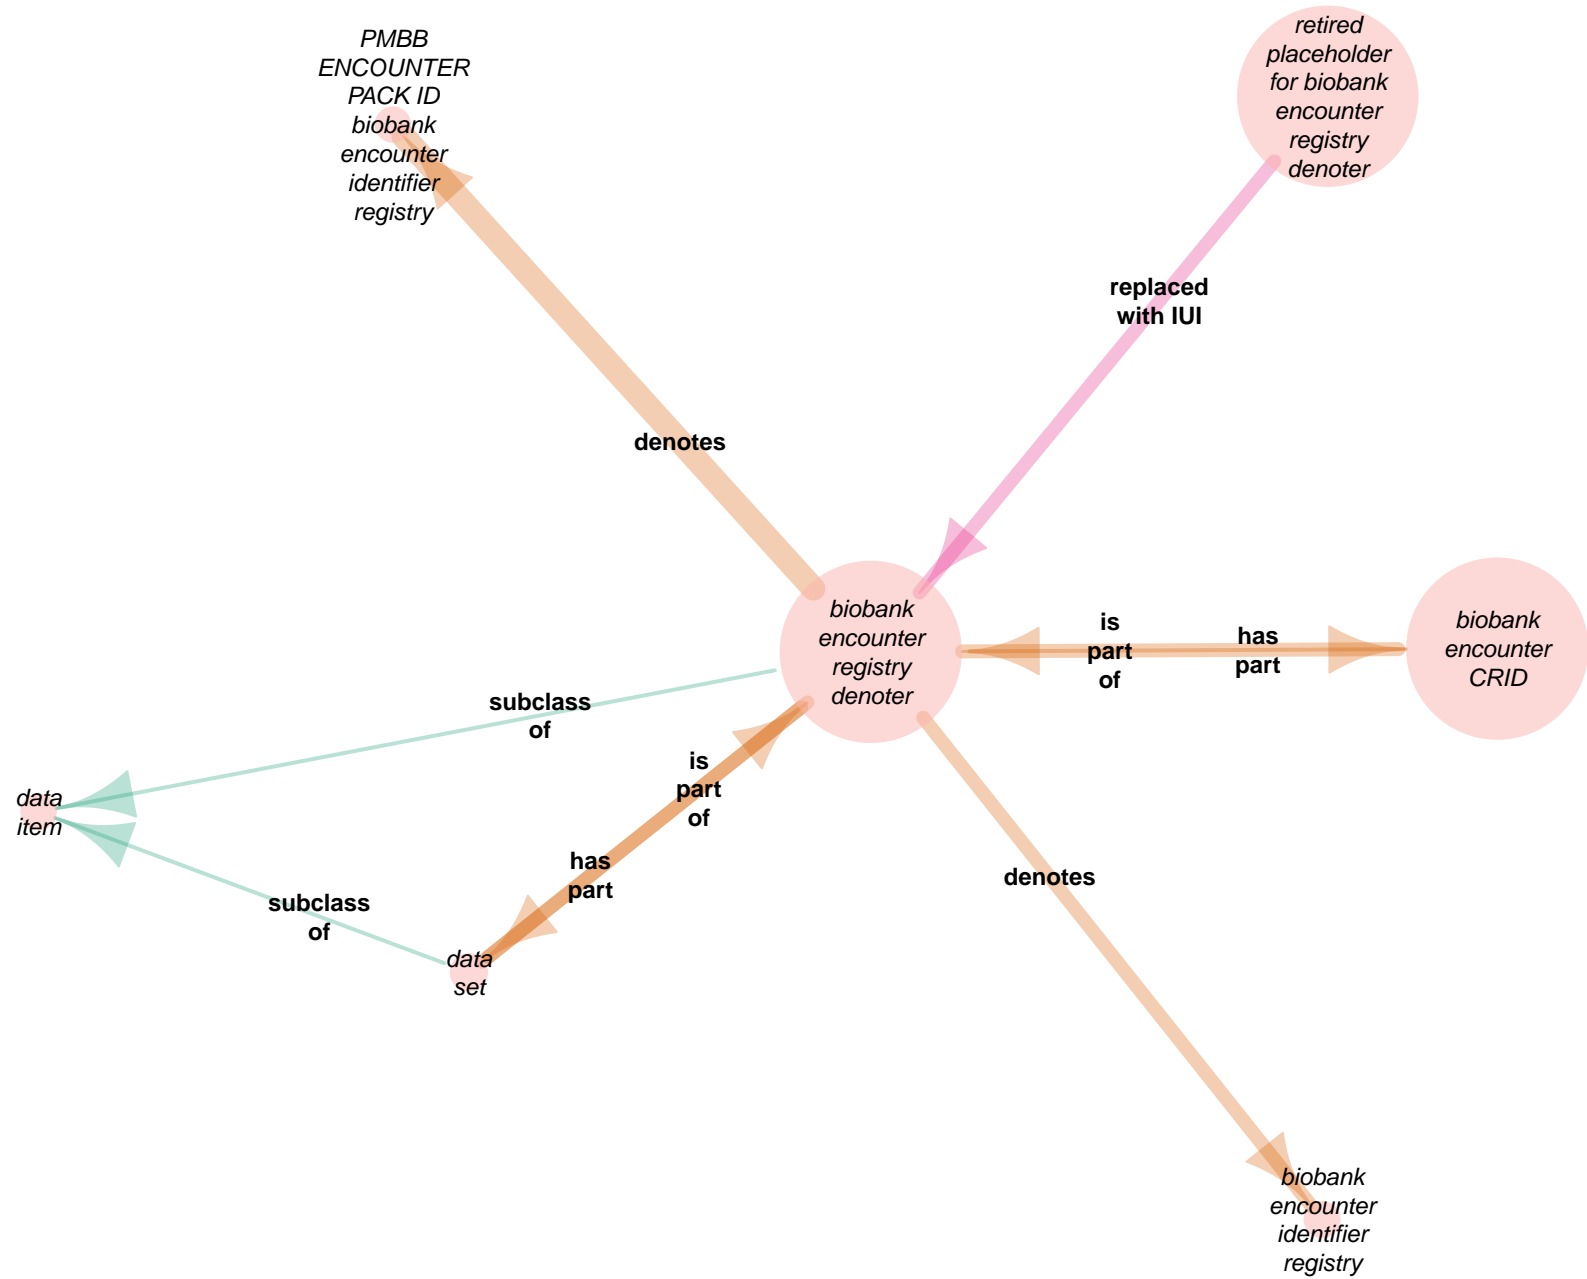 PMBB
ENCOUNTER
PACK ID
biobank
encounter
identifier
registry
retired
placeholder
for biobank
encounter
registry
denoter
replaced
with IUI
denotes
biobank
encounter
registry
denoter
is
part
of
has
part
biobank
encounter
CRID
subclass
of
is
part
of
data
item
has
part
subclass
of
denotes
data
set
biobank
encounter
identifier
registry